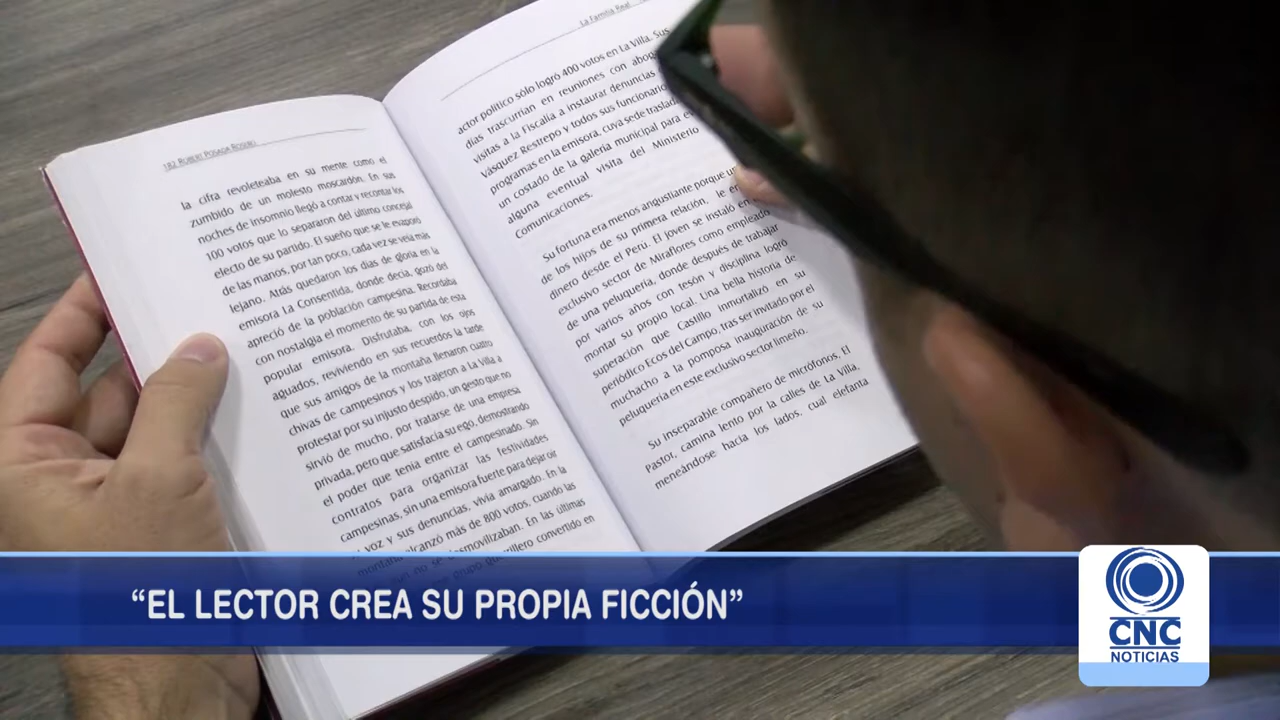 182 Robert Posada Rosero
la cifra revoleteaba en su mente como el
zumbido de un molesto moscardón. En sus
noches de insomnio llegó a contar y recontar los
100 votos que lo separaron del último concejal
electo de su partido. El sueño que se le evaporó
de las manos, por tan poco, cada vez se veía más
lejano. Atrás quedaron los días de gloria en la
emisora La Consentida, donde decía, gozó del
aprecio de la población campesina. Recordaba
con nostalgia el momento de su partida de esta
popular emisora. Disfrutaba, con los ojos
aguados, reviviendo en sus recuerdos la tarde
que sus amigos de la montaña llenaron cuatro
chivas de campesinos y los trajeron a La Villa a
protestar por su injusto despido, un gesto que no
sirvió de mucho, por tratarse de una empresa
privada, pero que satisfacía su ego, demostrando
el poder que tenía entre el campesinado. Sin
contratos para organizar las festividades
campesinas, sin una emisora fuerte para dejar oír
voz y sus denuncias, vivía amargado. En la
alcanzó más de 800 votos, cuando las
no se desmovilizaban. En las últimas
grupo, guerrillero convertido en
La Familia Real
actor político sólo logró 400 votos en La Villa. Sus
días trascurrían en reuniones con
visitas a la Fiscalía a instaurar denuncias
Vásquez Restrepo y todos sus
programas en la emisora, cuya sede
un costado de la galería municipal para
alguna eventual visita del Ministerio
Comunicaciones.
Su fortuna era menos angustiante porque
de los hijos de su primera relación, le
dinero desde el Perú. El joven se instaló en
exclusivo sector de Miraflores como empleado
de una peluquería, donde después de trabajar
por varios años con tesón y disciplina logró
montar su propio local. Una bella historia de
superación que Castillo inmortalizó en su
periódico Ecos del Campo, tras ser invitado por el
muchacho a la pomposa inauguración de su
peluquería en este exclusivo sector limeño.
Su inseparable compañero de micrófonos, El
Pastor, camina lento por la calles de La Villa,
meneándose hacia los lados, cual elefanta
“EL LECTOR CREA SU PROPIA FICCIÓN”
CNC
NOTICIAS